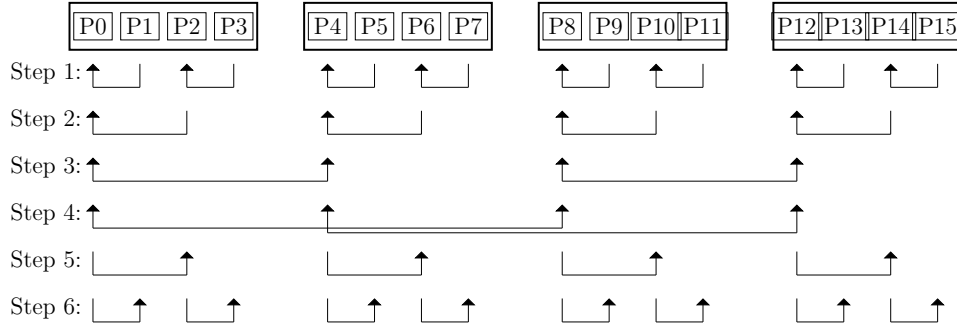 P0 P1 P2 P3 P4 P5 P6 P7 P8 P9 P10 P11 P12 P13 P14 P15
Step 1:
Step 2:
Step 3:
Step 4:
Step 5:
Step 6: